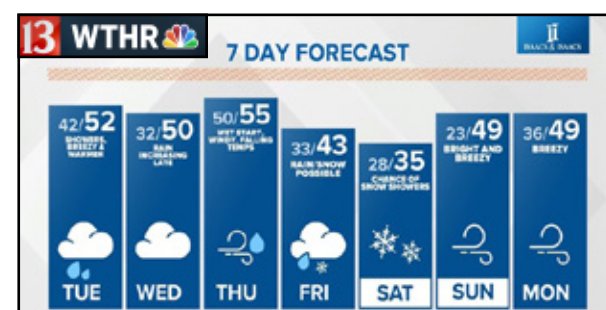 13 WTHR
7 DAY FORECAST
ISAACS & ISAACS
42/52
SHOWERS,
BREEZY &
WARMER
TUE
32/50
RAIN
INCREASING
LATE
WED
50/55
WET START,
WINDY, FALLING
TEMPS
THU
33/43
RAIN/SNOW
POSSIBLE
FRI
28/35
CHANCE OF
SNOW SHOWERS
SAT
23/49
BRIGHT AND
BREEZY
SUN
36/49
BREEZY
MON